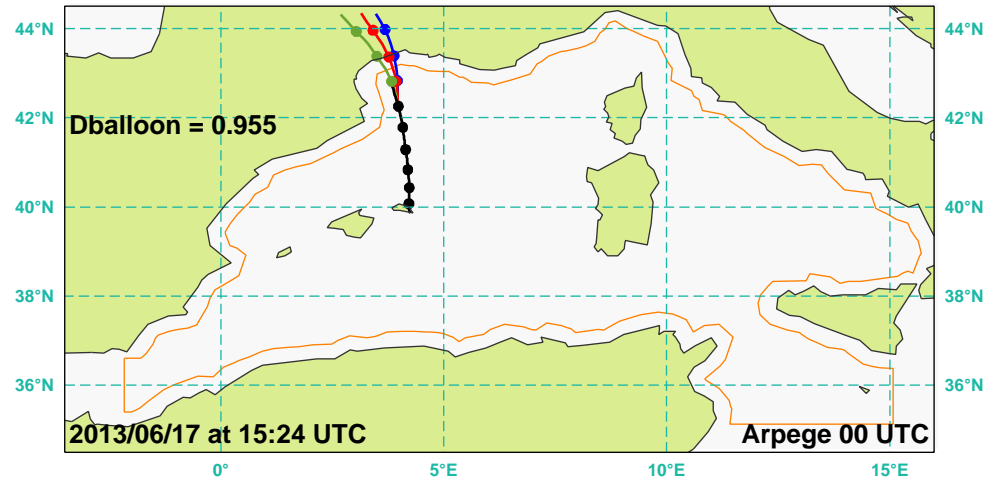 44°N 44°N
42°N 42°N
Dballoon = 0.955
40°N 40°N
38°N 38°N
36°N 36°N
2013/06/17 at 15:24 UTC Arpege 00 UTC
0° 5°E 10°E 15°E